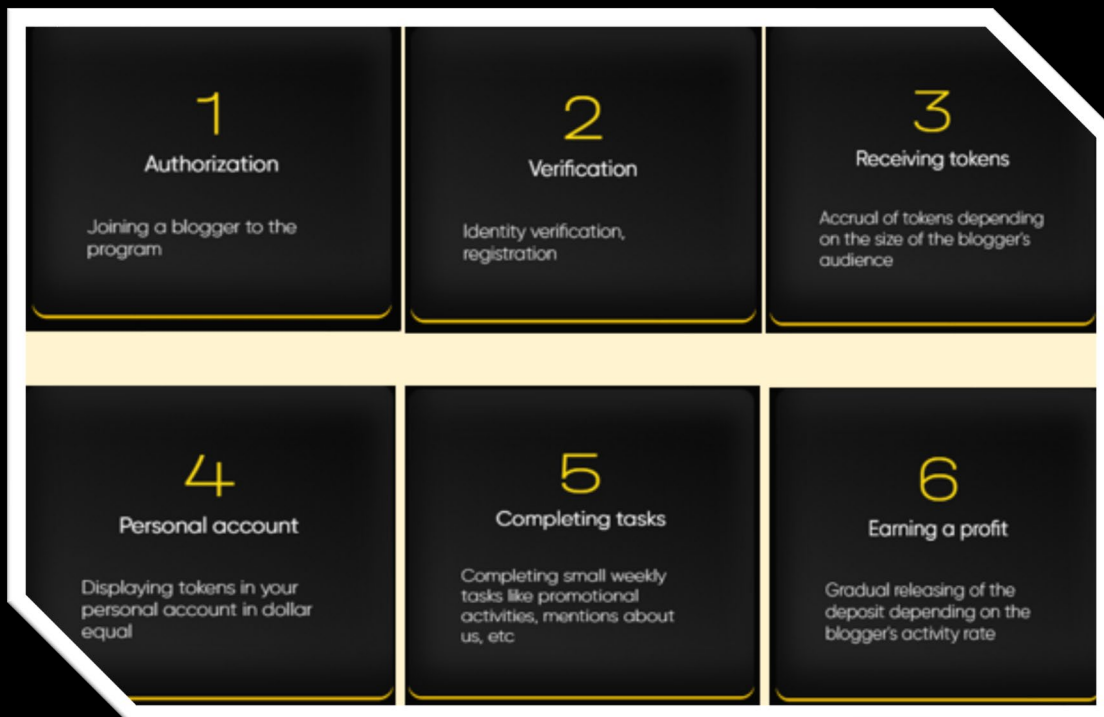 1
Authorization
Joining a blogger to the
program
2
Verification
Identity verification,
registration
3
Receiving tokens
Accrual of tokens depending
on the size of the blogger's
audience
4
Personal account
Displaying tokens in your
personal account in dollar
equal
5
Completing tasks
Completing small weekly
tasks like promotional
activities, mentions about
us, etc
6
Earning a profit
Gradual releasing of the
deposit depending on the
blogger's activity rate